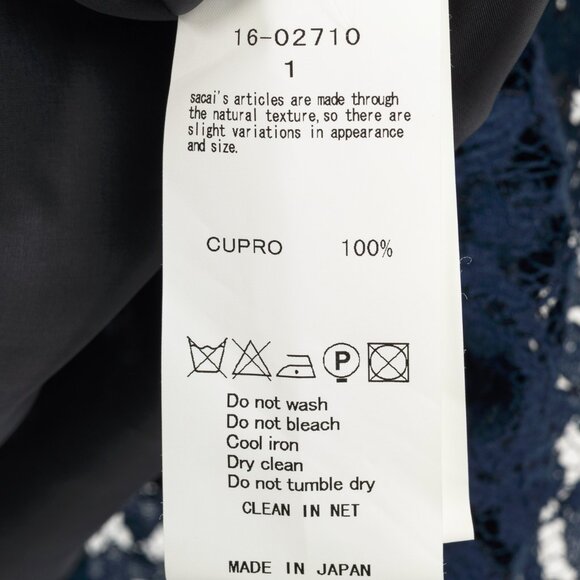 16-02710
1
sacai's articles are made through
the natural texture, so there are
slight variations in appearance
and size.
CUPRO 100%
P
Do not wash
Do not bleach
Cool iron
Dry clean
Do not tumble dry
CLEAN IN NET
MADE IN JAPAN